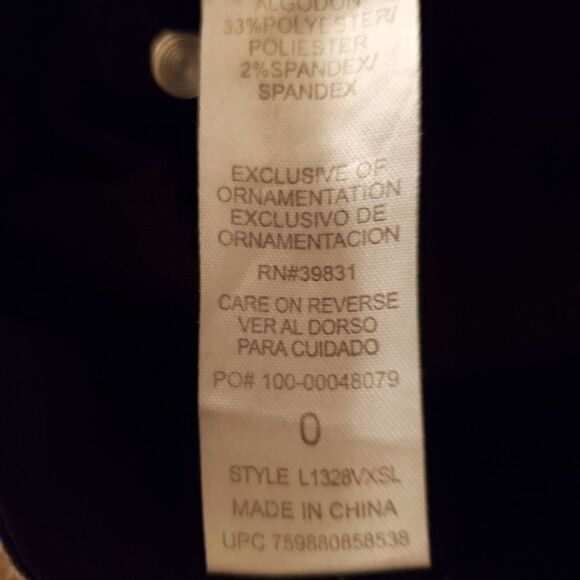 ALGODON
33%POLYESTER/
POLIESTER
2%SPANDEX/
SPANDEX
EXCLUSIVE OF
ORNAMENTATION
EXCLUSIVO DE
ORNAMENTACION
RN#39831
CARE ON REVERSE
VER AL DORSO
PARA CUIDADO
PO# 100-00048079
0
STYLE L1328VXSL
MADE IN CHINA
UPC 759880858538